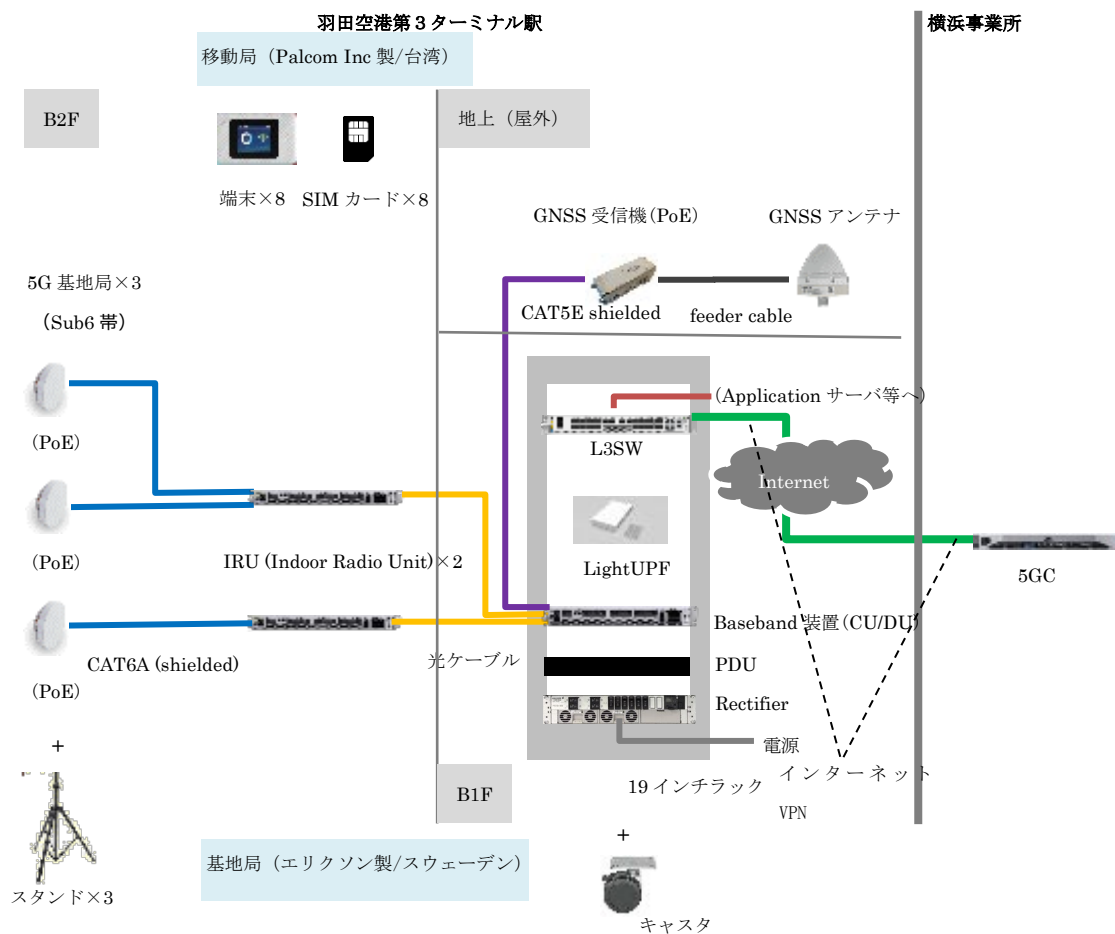 羽田空港第3ターミナル駅
横浜事業所
移動局（Palcom Inc 製/台湾）
B2F
地上（屋外）
端末×8
SIM カード×8
GNSS 受信機(PoE)
GNSS アンテナ
5G 基地局×3
（Sub6 帯）
CAT5E shielded
feeder cable
(Application サーバ等へ)
(PoE)
L3SW
Internet
(PoE)
IRU (Indoor Radio Unit)×2
LightUPF
5GC
Baseband 装置(CU/DU)
CAT6A (shielded)
光ケーブル
PDU
(PoE)
Rectifier
+
電源
19 インチラック
インターネット
VPN
B1F
+
基地局（エリクソン製/スウェーデン）
スタンド×3
キャスタ